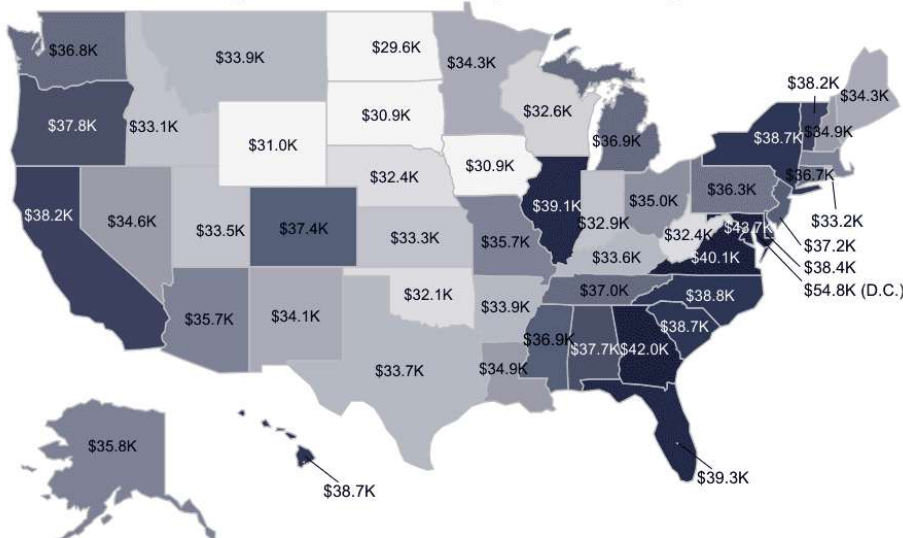 $36.8K
$33.9K
$29.6K
$34.3K
$38.2K
$34.3K
$37.8K
$33.1K
$30.9K
$32.6K
$36.9K
$38.7K
$34.9K
$31.0K
$30.9K
$36.7K
$38.2K
$34.6K
$33.5K
$37.4K
$32.4K
$39.1K
$32.9K
$35.0K
$36.3K
$33.2K
$33.3K
$35.7K
$33.6K
$32.4K
$43.7K
$37.2K
$40.1K
$38.4K
$54.8K (D.C.)
$35.7K
$34.1K
$32.1K
$33.9K
$37.0K
$38.8K
$33.7K
$34.9K
$36.9K
$37.7K
$42.0K
$38.7K
$35.8K
$38.7K
$39.3K